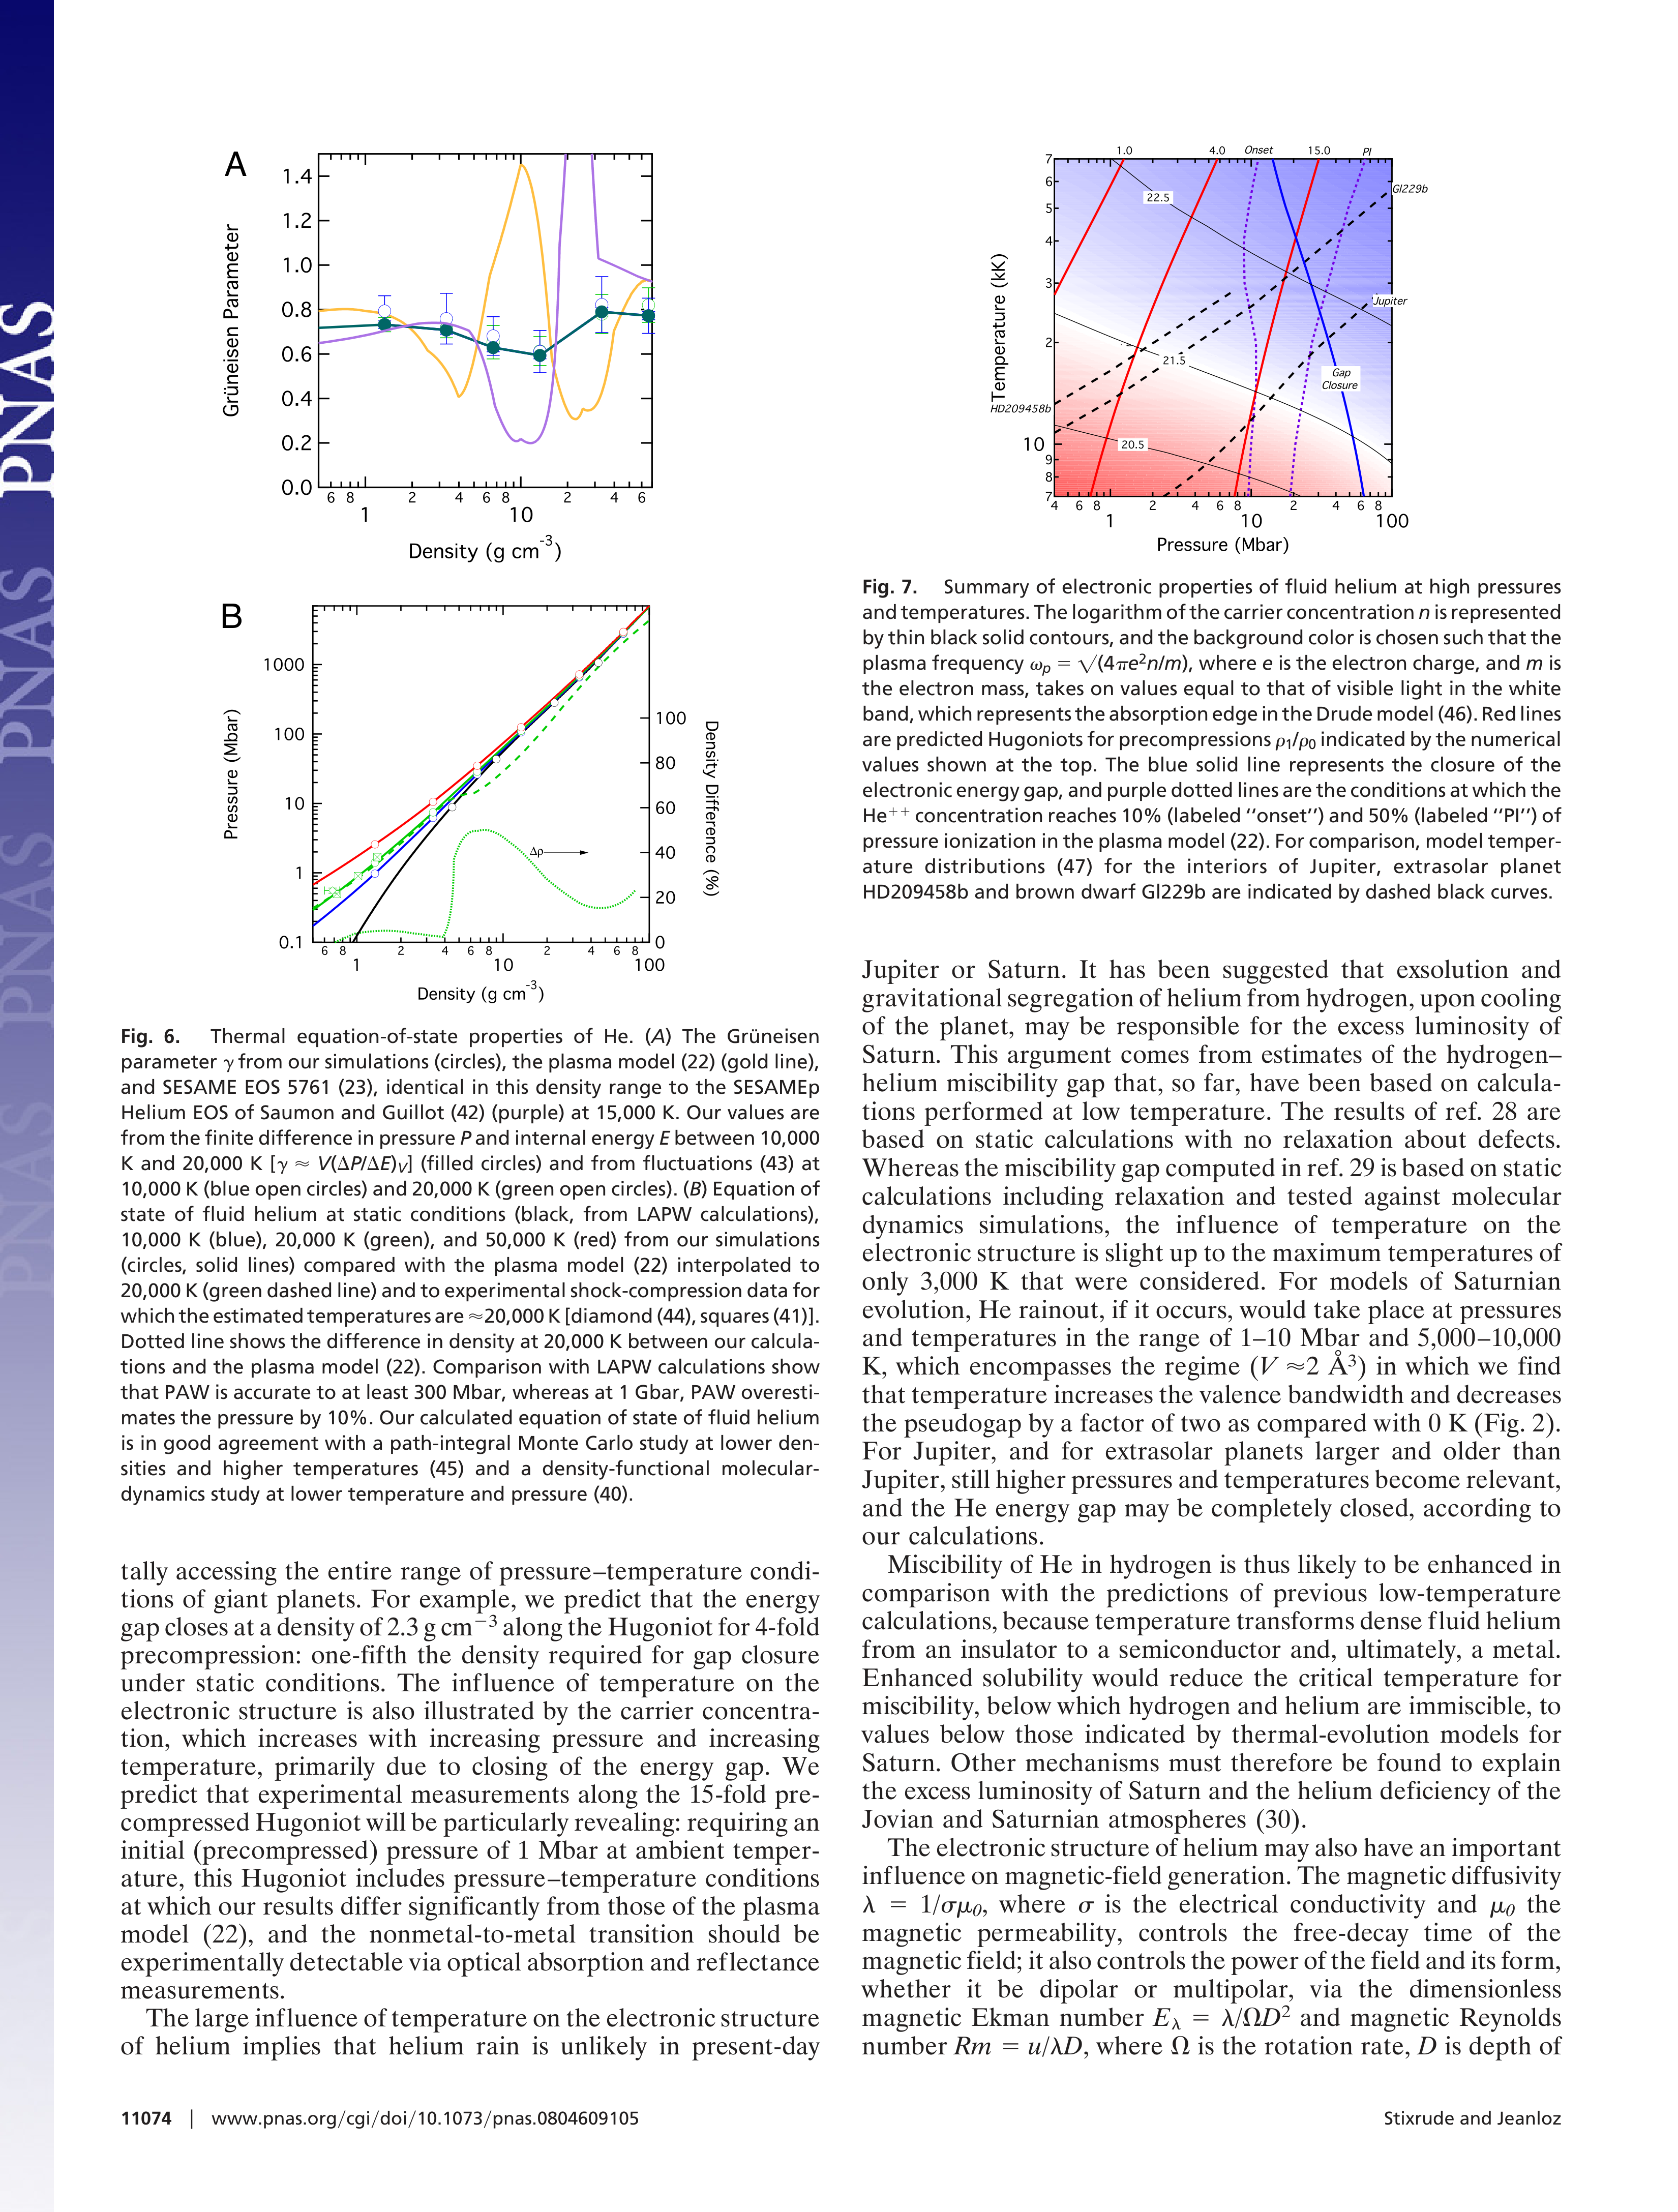 PNAS
PNAS
PNAS
PNAS
A
1.4
1.2
1.0
0.8
0.6
0.4
0.2
0.0
Grüneisen Parameter
6 8 2 4 6 8 2 4 6
1 10
Density (g cm-3)
B
1000
100
10
1
0.1
Pressure (Mbar)
100
80
60
40
20
0
Density Difference (%)
Δρ
6 8 2 4 6 8 2 4 6 8
1 10 100
Density (g cm-3)
Fig. 6. Thermal equation-of-state properties of He. (A) The Grüneisen
parameter γ from our simulations (circles), the plasma model (22) (gold line),
and SESAME EOS 5761 (23), identical in this density range to the SESAMEp
Helium EOS of Saumon and Guillot (42) (purple) at 15,000 K. Our values are
from the finite difference in pressure P and internal energy E between 10,000
K and 20,000 K [γ ≈ V(ΔP/ΔE)V] (filled circles) and from fluctuations (43) at
10,000 K (blue open circles) and 20,000 K (green open circles). (B) Equation of
state of fluid helium at static conditions (black, from LAPW calculations),
10,000 K (blue), 20,000 K (green), and 50,000 K (red) from our simulations
(circles, solid lines) compared with the plasma model (22) interpolated to
20,000 K (green dashed line) and to experimental shock-compression data for
which the estimated temperatures are ≈20,000 K [diamond (44), squares (41)].
Dotted line shows the difference in density at 20,000 K between our calcula-
tions and the plasma model (22). Comparison with LAPW calculations show
that PAW is accurate to at least 300 Mbar, whereas at 1 Gbar, PAW overesti-
mates the pressure by 10%. Our calculated equation of state of fluid helium
is in good agreement with a path-integral Monte Carlo study at lower den-
sities and higher temperatures (45) and a density-functional molecular-
dynamics study at lower temperature and pressure (40).
tally accessing the entire range of pressure–temperature condi-
tions of giant planets. For example, we predict that the energy
gap closes at a density of 2.3 g cm−3 along the Hugoniot for 4-fold
precompression: one-fifth the density required for gap closure
under static conditions. The influence of temperature on the
electronic structure is also illustrated by the carrier concentra-
tion, which increases with increasing pressure and increasing
temperature, primarily due to closing of the energy gap. We
predict that experimental measurements along the 15-fold pre-
compressed Hugoniot will be particularly revealing: requiring an
initial (precompressed) pressure of 1 Mbar at ambient temper-
ature, this Hugoniot includes pressure–temperature conditions
at which our results differ significantly from those of the plasma
model (22), and the nonmetal-to-metal transition should be
experimentally detectable via optical absorption and reflectance
measurements.
The large influence of temperature on the electronic structure
of helium implies that helium rain is unlikely in present-day
1.0 4.0 Onset 15.0 PI
7
6
5
4
3
2
10
9
8
7
Temperature (kK)
22.5
21.5
20.5
Gl229b
Jupiter
HD209458b
Gap
Closure
4 6 8 2 4 6 8 2 4 6 8
1 10 100
Pressure (Mbar)
Fig. 7. Summary of electronic properties of fluid helium at high pressures
and temperatures. The logarithm of the carrier concentration n is represented
by thin black solid contours, and the background color is chosen such that the
plasma frequency ωp = √(4πe2n/m), where e is the electron charge, and m is
the electron mass, takes on values equal to that of visible light in the white
band, which represents the absorption edge in the Drude model (46). Red lines
are predicted Hugoniots for precompressions ρ1/ρ0 indicated by the numerical
values shown at the top. The blue solid line represents the closure of the
electronic energy gap, and purple dotted lines are the conditions at which the
He++ concentration reaches 10% (labeled ‘‘onset’’) and 50% (labeled ‘‘PI’’) of
pressure ionization in the plasma model (22). For comparison, model temper-
ature distributions (47) for the interiors of Jupiter, extrasolar planet
HD209458b and brown dwarf Gl229b are indicated by dashed black curves.
Jupiter or Saturn. It has been suggested that exsolution and
gravitational segregation of helium from hydrogen, upon cooling
of the planet, may be responsible for the excess luminosity of
Saturn. This argument comes from estimates of the hydrogen–
helium miscibility gap that, so far, have been based on calcula-
tions performed at low temperature. The results of ref. 28 are
based on static calculations with no relaxation about defects.
Whereas the miscibility gap computed in ref. 29 is based on static
calculations including relaxation and tested against molecular
dynamics simulations, the influence of temperature on the
electronic structure is slight up to the maximum temperatures of
only 3,000 K that were considered. For models of Saturnian
evolution, He rainout, if it occurs, would take place at pressures
and temperatures in the range of 1–10 Mbar and 5,000–10,000
K, which encompasses the regime (V ≈2 Å3) in which we find
that temperature increases the valence bandwidth and decreases
the pseudogap by a factor of two as compared with 0 K (Fig. 2).
For Jupiter, and for extrasolar planets larger and older than
Jupiter, still higher pressures and temperatures become relevant,
and the He energy gap may be completely closed, according to
our calculations.
Miscibility of He in hydrogen is thus likely to be enhanced in
comparison with the predictions of previous low-temperature
calculations, because temperature transforms dense fluid helium
from an insulator to a semiconductor and, ultimately, a metal.
Enhanced solubility would reduce the critical temperature for
miscibility, below which hydrogen and helium are immiscible, to
values below those indicated by thermal-evolution models for
Saturn. Other mechanisms must therefore be found to explain
the excess luminosity of Saturn and the helium deficiency of the
Jovian and Saturnian atmospheres (30).
The electronic structure of helium may also have an important
influence on magnetic-field generation. The magnetic diffusivity
λ = 1/σμ0, where σ is the electrical conductivity and μ0 the
magnetic permeability, controls the free-decay time of the
magnetic field; it also controls the power of the field and its form,
whether it be dipolar or multipolar, via the dimensionless
magnetic Ekman number Eλ = λ/ΩD2 and magnetic Reynolds
number Rm = u/λD, where Ω is the rotation rate, D is depth of
11074 | www.pnas.org/cgi/doi/10.1073/pnas.0804609105
Stixrude and Jeanloz